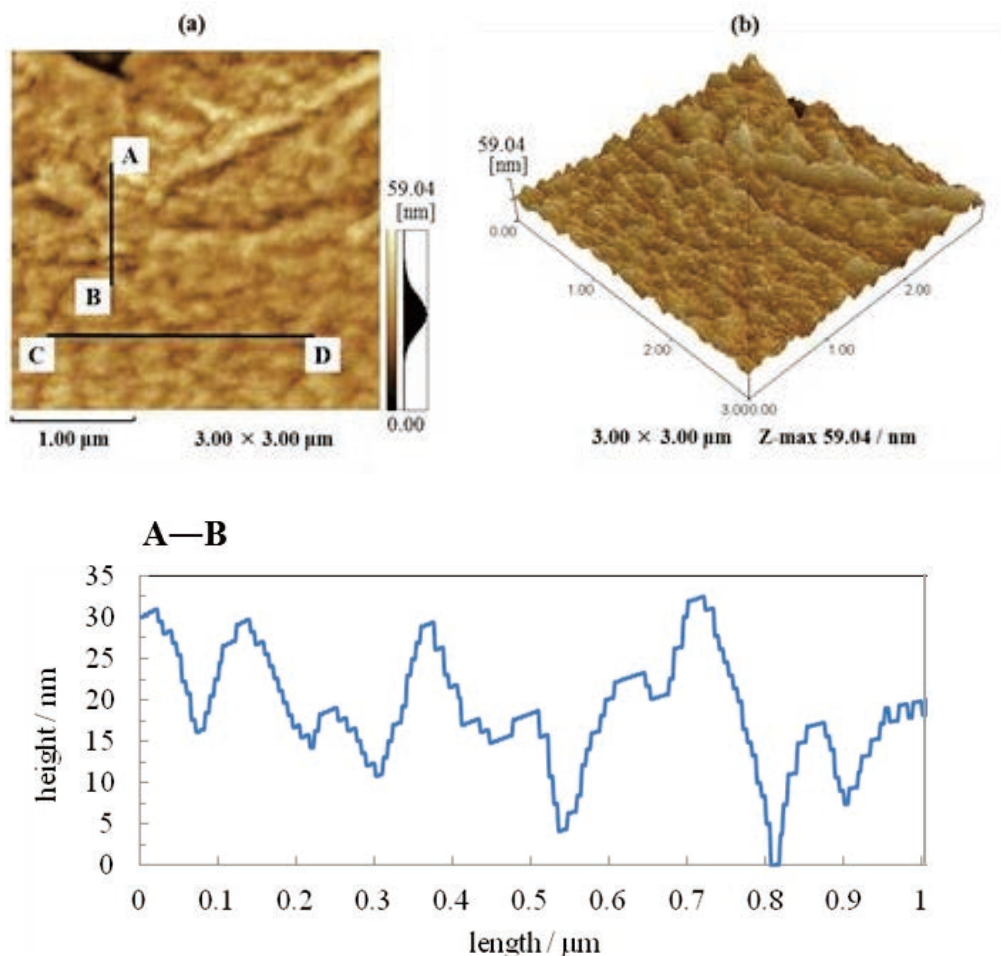 (a)
A
B
C
D
59.04
[nm]
0.00
1.00 μm
3.00 × 3.00 μm
(b)
59.04
[nm]
0.00
1.00
2.00
3.000.00
1.00
2.00
3.00 × 3.00 μm Z-max 59.04 / nm
A—B
height / nm
35
30
25
20
15
10
5
0
0 0.1 0.2 0.3 0.4 0.5 0.6 0.7 0.8 0.9 1
length / μm